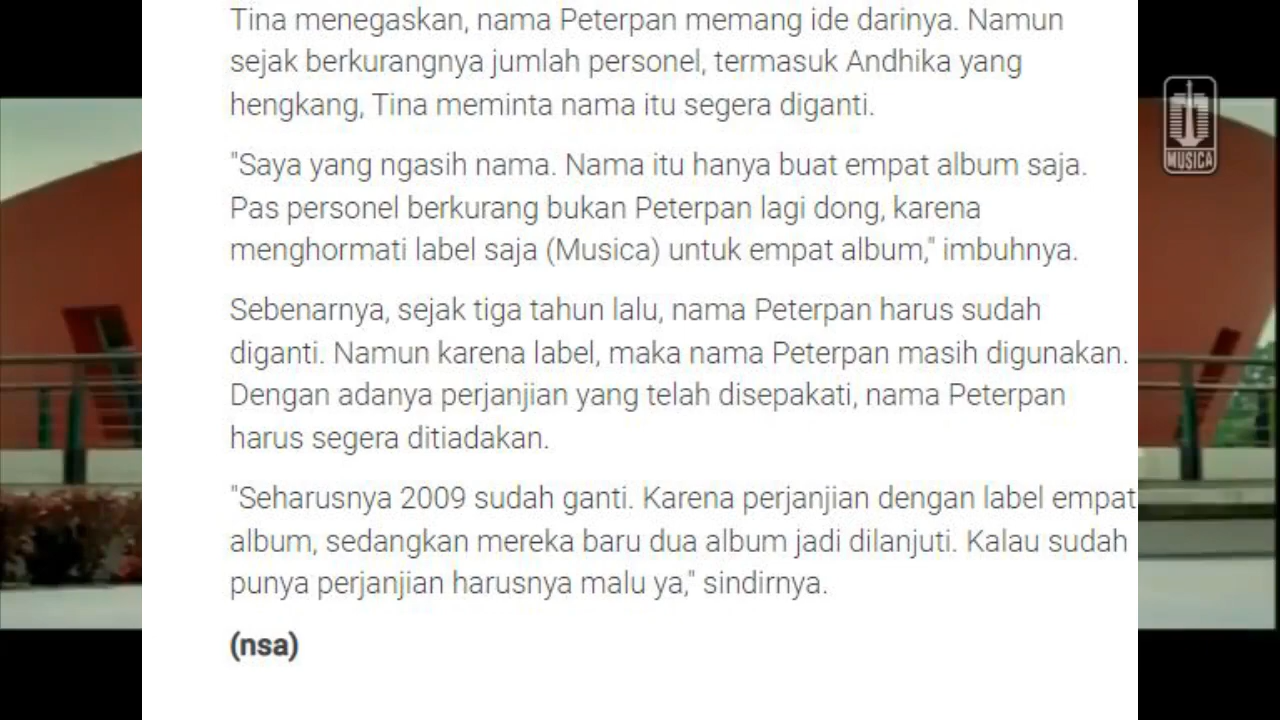 Tina menegaskan, nama Peterpan memang ide darinya. Namun
sejak berkurangnya jumlah personel, termasuk Andhika yang
hengkang, Tina meminta nama itu segera diganti.
"Saya yang ngasih nama. Nama itu hanya buat empat album saja.
Pas personel berkurang bukan Peterpan lagi dong, karena
menghormati label saja (Musica) untuk empat album," imbuhnya.
Sebenarnya, sejak tiga tahun lalu, nama Peterpan harus sudah
diganti. Namun karena label, maka nama Peterpan masih digunakan.
Dengan adanya perjanjian yang telah disepakati, nama Peterpan
harus segera ditiadakan.
"Seharusnya 2009 sudah ganti. Karena perjanjian dengan label empat
album, sedangkan mereka baru dua album jadi dilanjuti. Kalau sudah
punya perjanjian harusnya malu ya," sindirnya.
(nsa)
MUSICA